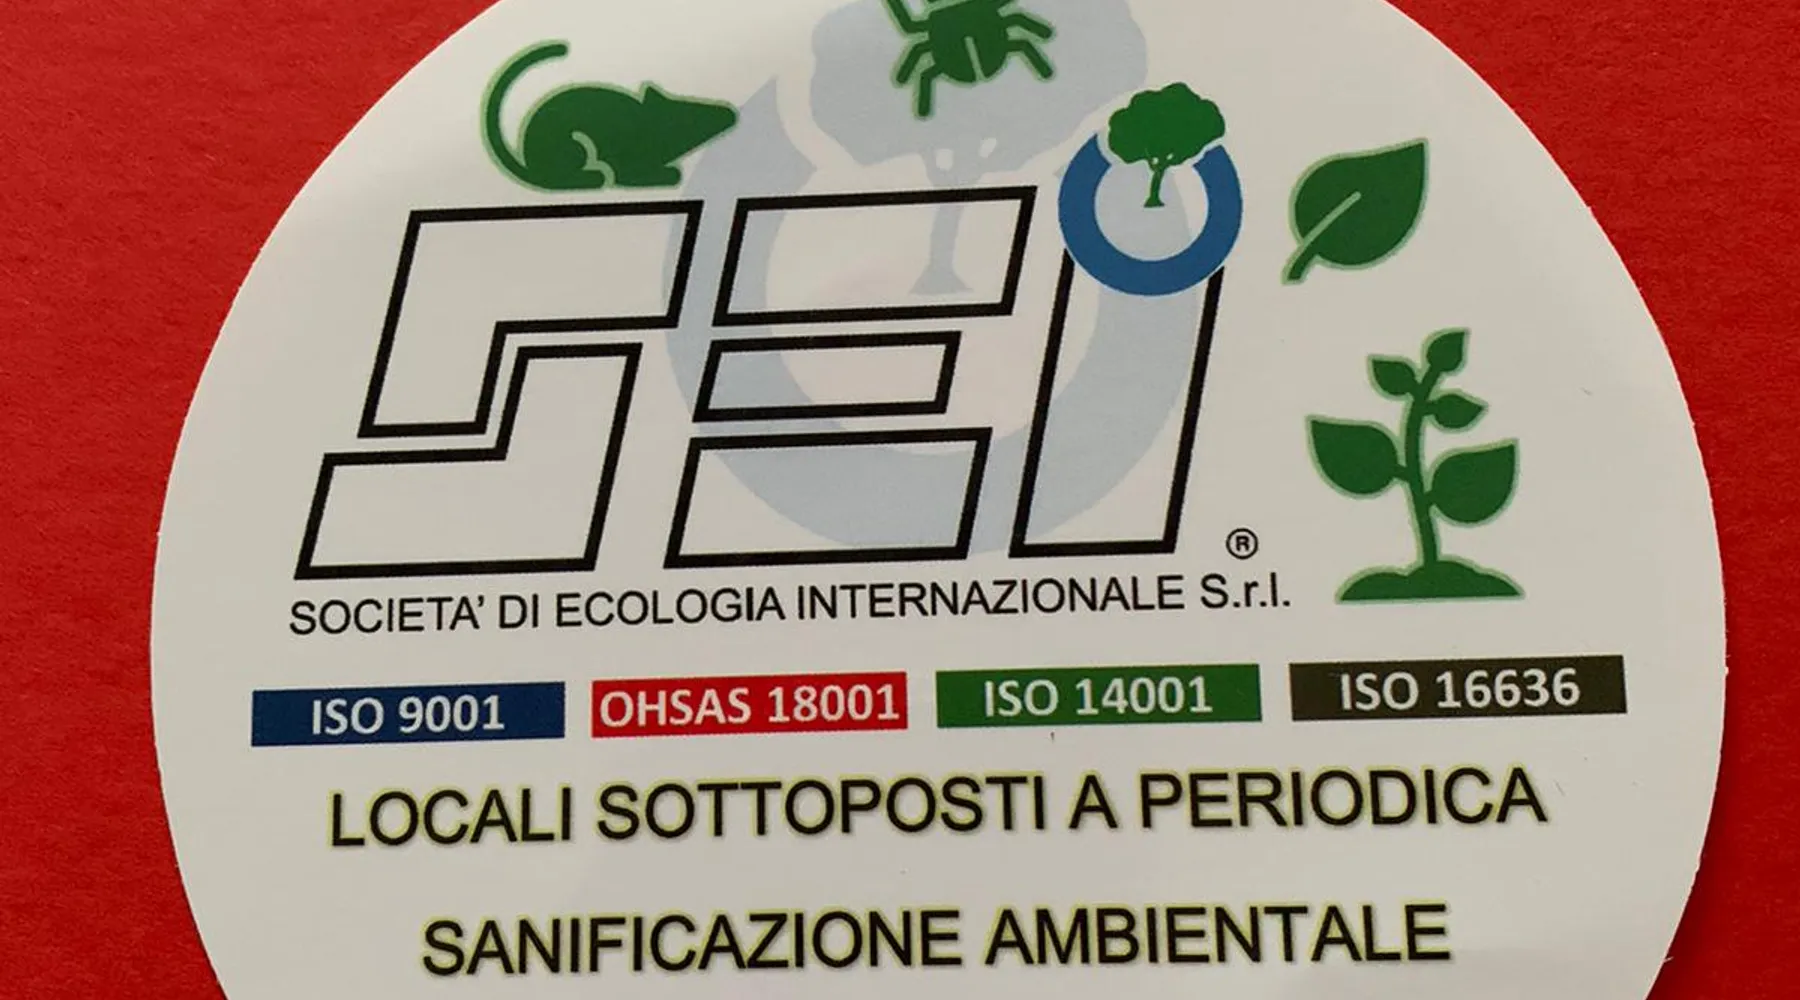 SEI
®
SOCIETA' DI ECOLOGIA INTERNAZIONALE S.r.l.
ISO 9001 OHSAS 18001 ISO 14001 ISO 16636
LOCALI SOTTOPOSTI A PERIODICA
SANIFICAZIONE AMBIENTALE